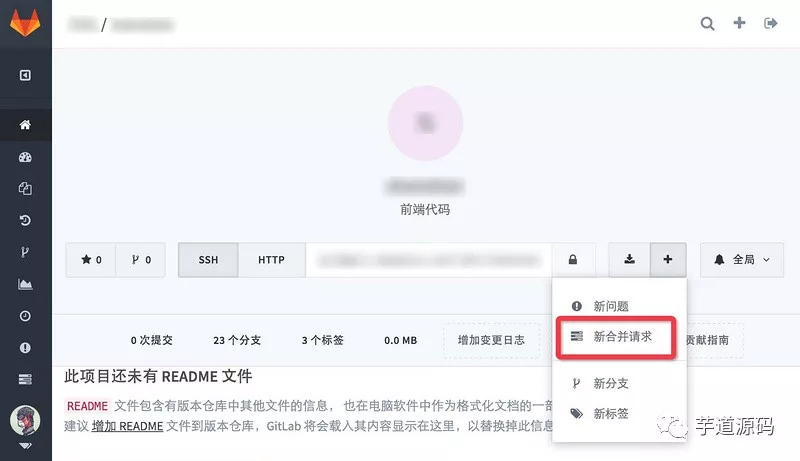 /
前端代码
0 0 SSH HTTP 全局
新问题
新合并请求
新分支
新标签
0 次提交 23 个分支 3 个标签 0.0 MB 增加变更日志 贡献指南
此项目还未有 README 文件
README 文件包含有版本仓库中其他文件的信息，也在电脑软件中作为格式化文档的一部
建议 增加 README 文件到版本仓库，GitLab 将会载入其内容显示在这里，以替换掉此信息
芋道源码